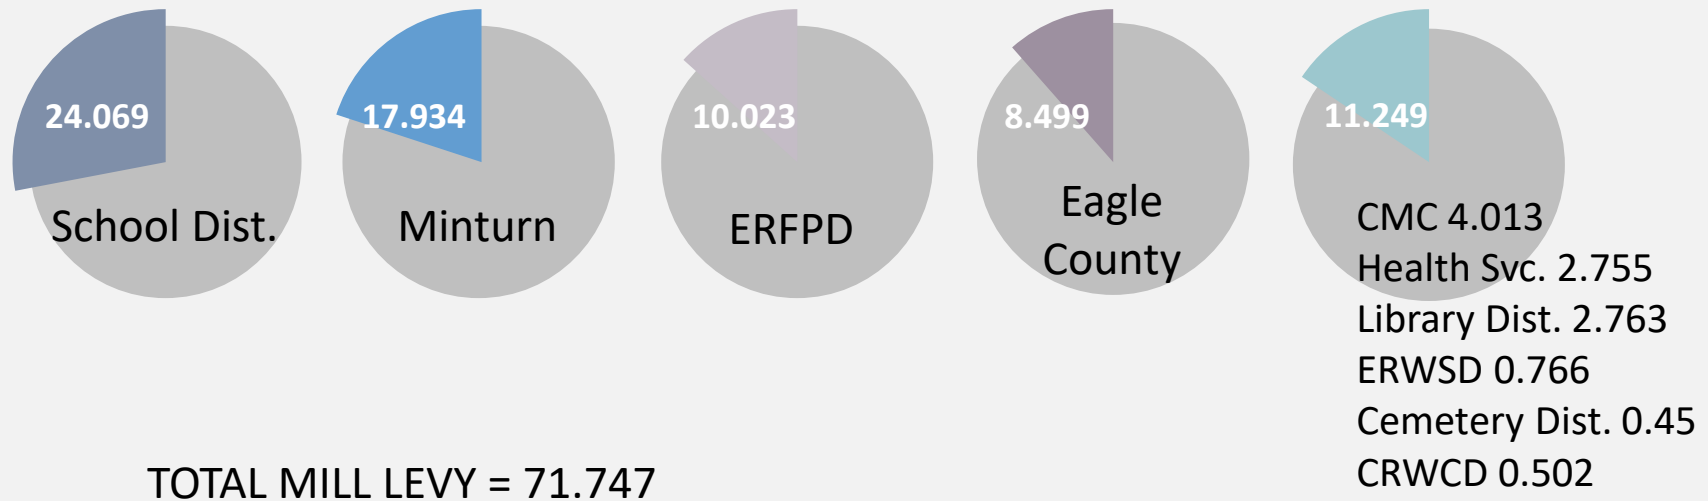 24.069
School Dist.
17.934
Minturn
10.023
ERFPD
8.499
Eagle
County
11.249
CMC 4.013
Health Svc. 2.755
Library Dist. 2.763
ERWSD 0.766
Cemetery Dist. 0.45
CRWCD 0.502
TOTAL MILL LEVY = 71.747